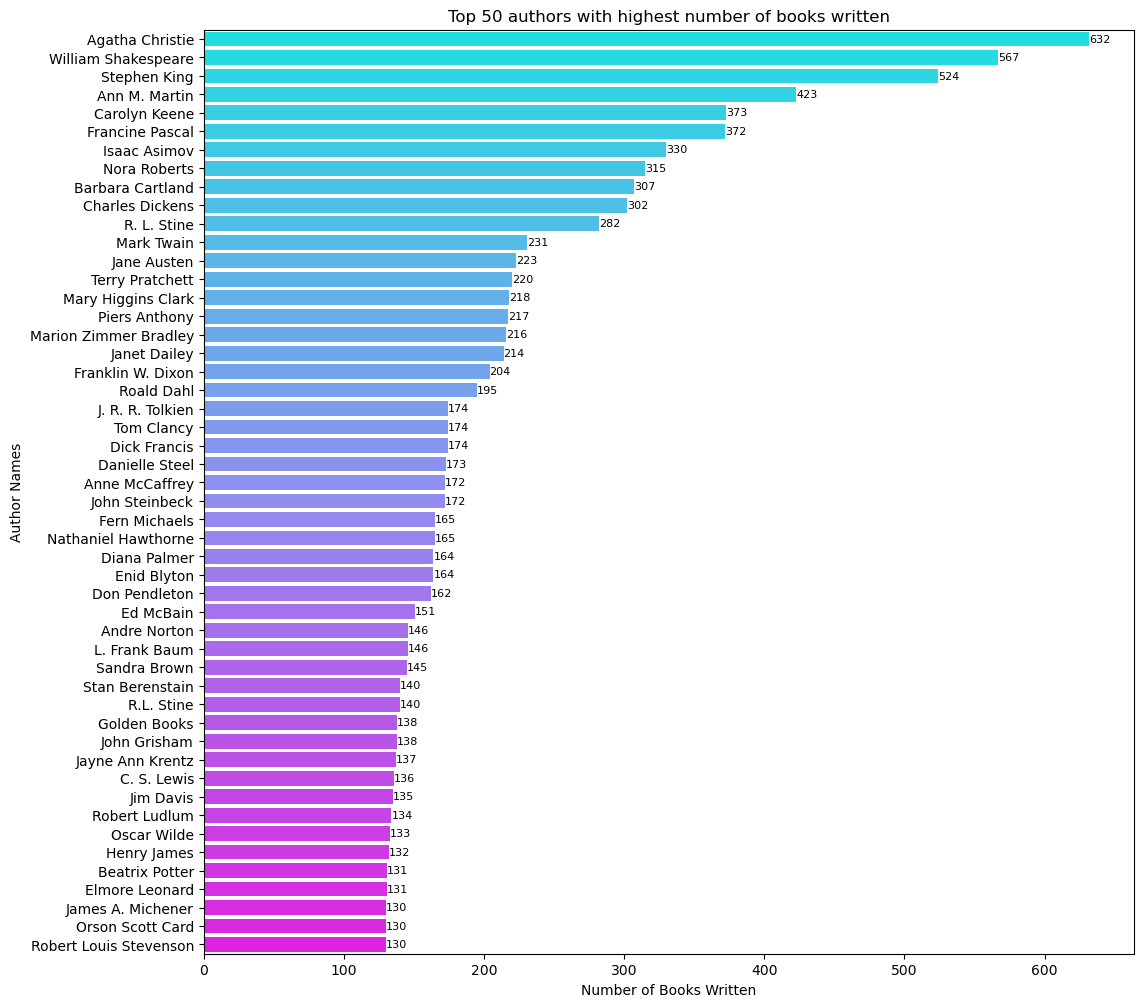 Top 50 authors with highest number of books written
Agatha Christie 632
William Shakespeare 567
Stephen King 524
Ann M. Martin 423
Carolyn Keene 373
Francine Pascal 372
Isaac Asimov 330
Nora Roberts 315
Barbara Cartland 307
Charles Dickens 302
R. L. Stine 282
Mark Twain 231
Jane Austen 223
Terry Pratchett 220
Mary Higgins Clark 218
Piers Anthony 217
Marion Zimmer Bradley 216
Janet Dailey 214
Franklin W. Dixon 204
Roald Dahl 195
J. R. R. Tolkien 174
Tom Clancy 174
Dick Francis 174
Danielle Steel 173
Anne McCaffrey 172
John Steinbeck 172
Fern Michaels 165
Nathaniel Hawthorne 165
Diana Palmer 164
Enid Blyton 164
Don Pendleton 162
Ed McBain 151
Andre Norton 146
L. Frank Baum 146
Sandra Brown 145
Stan Berenstain 140
R.L. Stine 140
Golden Books 138
John Grisham 138
Jayne Ann Krentz 137
C. S. Lewis 136
Jim Davis 135
Robert Ludlum 134
Oscar Wilde 133
Henry James 132
Beatrix Potter 131
Elmore Leonard 131
James A. Michener 130
Orson Scott Card 130
Robert Louis Stevenson 130
Author Names
0 100 200 300 400 500 600
Number of Books Written